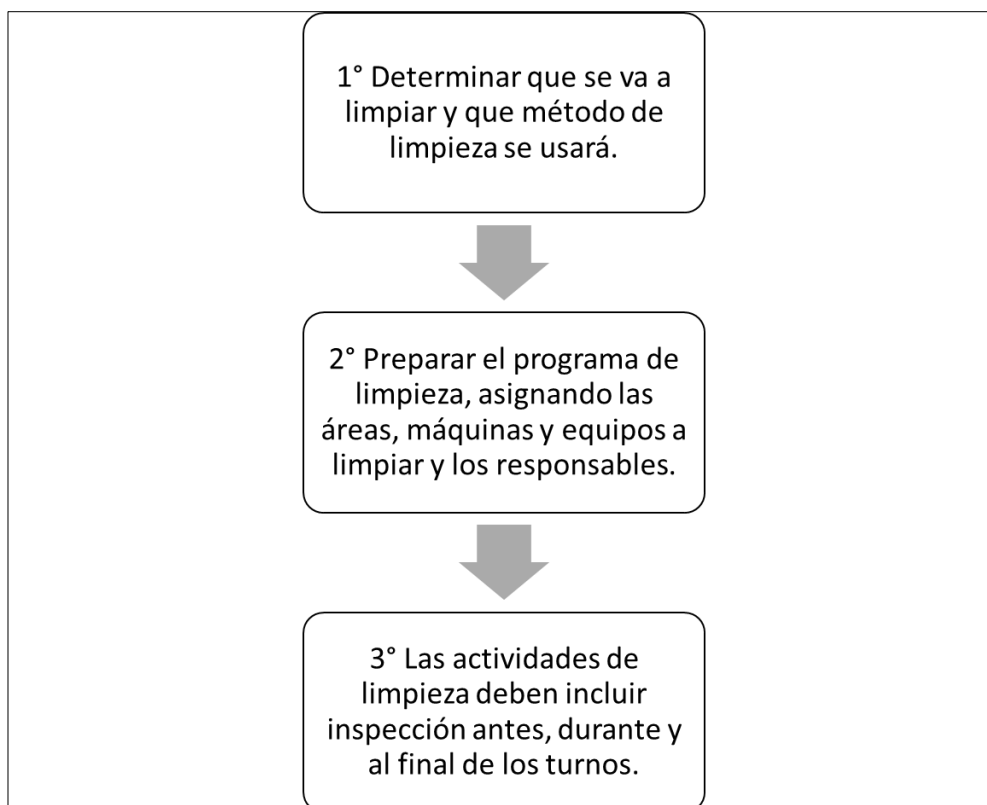 1° Determinar que se va a
limpiar y que método de
limpieza se usará.
2° Preparar el programa de
limpieza, asignando las
áreas, máquinas y equipos a
limpiar y los responsables.
3° Las actividades de
limpieza deben incluir
inspección antes, durante y
al final de los turnos.